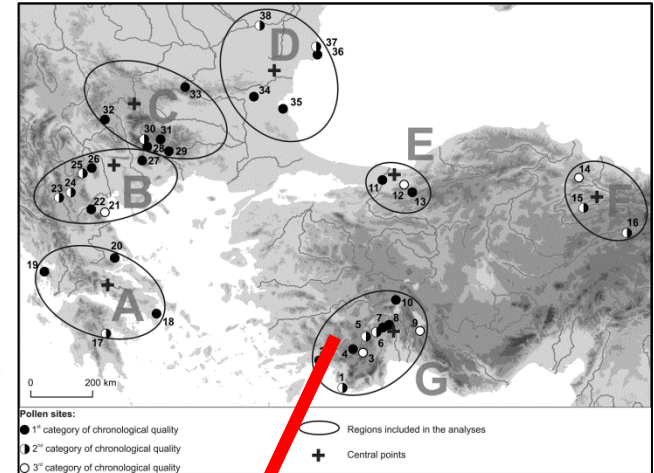 38
37
D
36
33
34
35
C
32
30
31
28
29
27
26
25
B
24
23
22
21
E
11
12
13
14
F
15
16
20
19
A
18
17
10
7
8
5
9
6
4
3
2
1
G
0
200 km
Pollen sites:
1st category of chronological quality
2nd category of chronological quality
3rd category of chronological quality
Regions included in the analyses
Central points